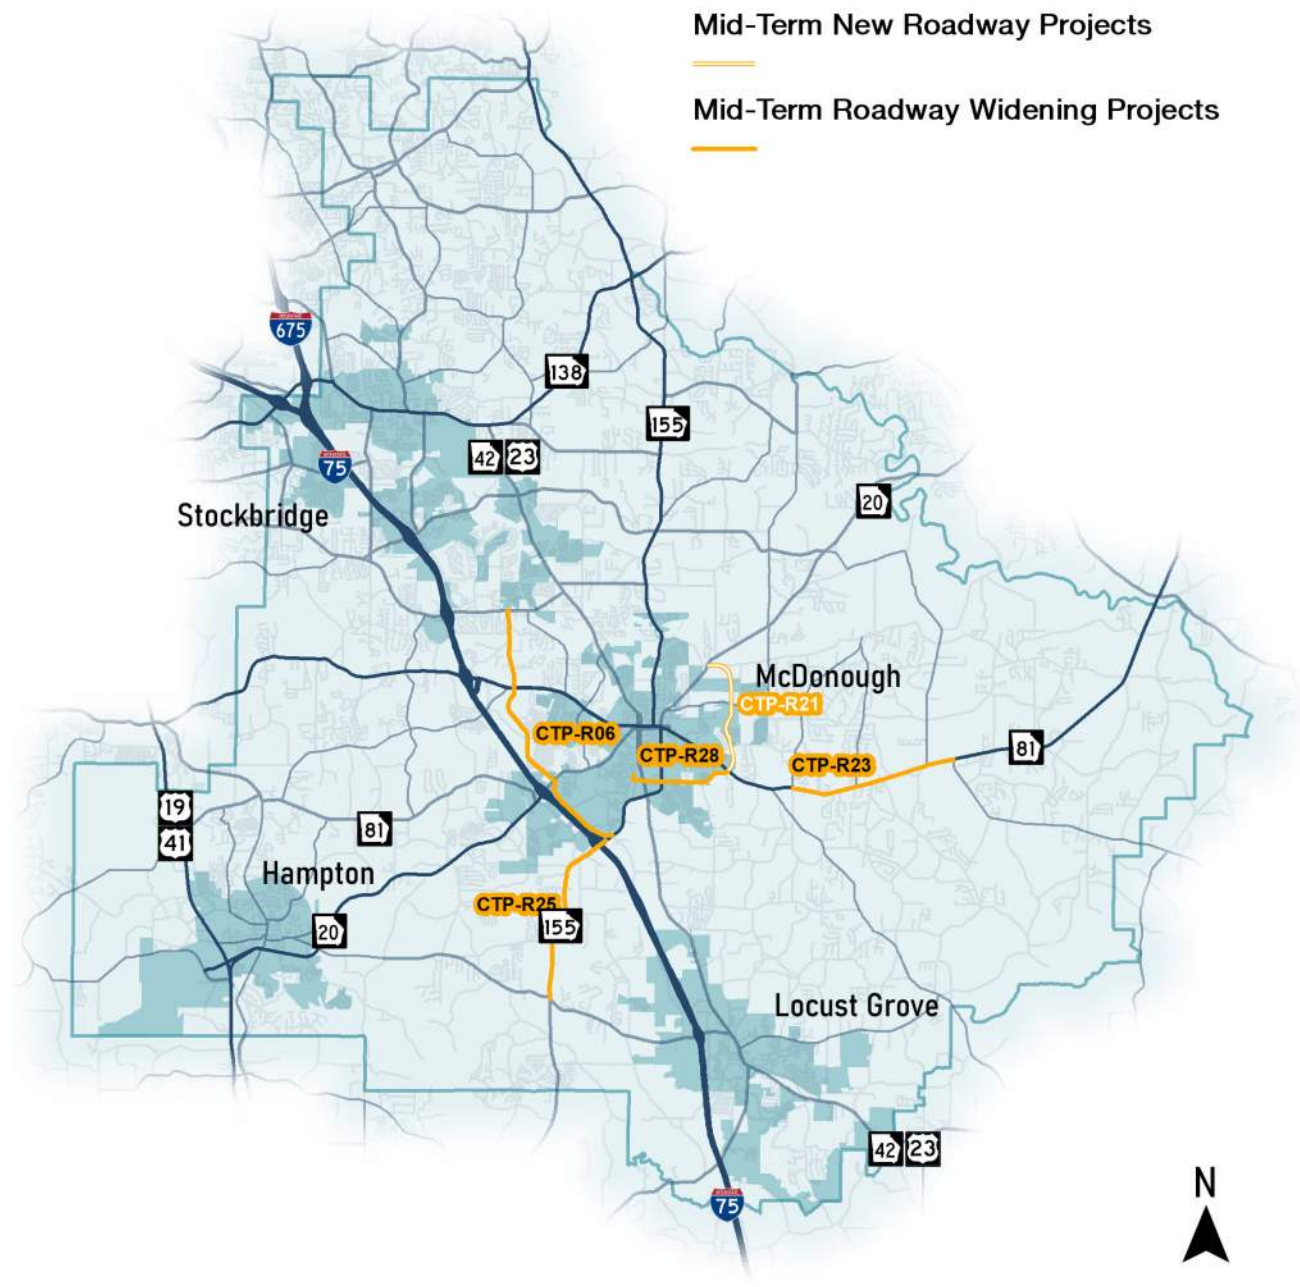 Mid-Term New Roadway Projects
Mid-Term Roadway Widening Projects
675
138
155
42 23
75
20
Stockbridge
McDonough
CTP-R21
CTP-R06
CTP-R28
CTP-R23
81
19
41
81
Hampton
CTP-R25
20
155
Locust Grove
42 23
75
N